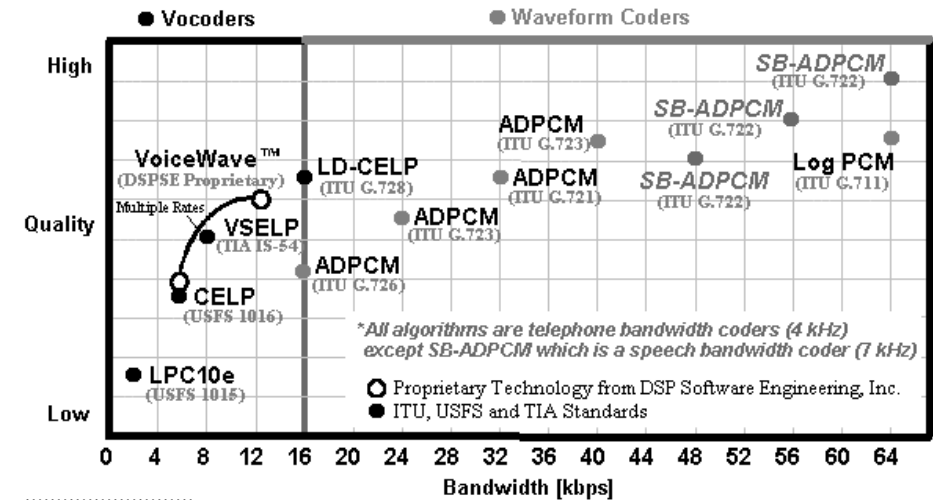 Vocoders
Waveform Coders
High
Quality
Low
SB-ADPCM
(ITU G.722)
SB-ADPCM
(ITU G.722)
ADPCM
(ITU G.723)
VoiceWave™
(DSPSE Proprietary)
LD-CELP
(ITU G.728)
ADPCM
(ITU G.721)
SB-ADPCM
(ITU G.722)
Log PCM
(ITU G.711)
Multiple Rates
VSELP
(TIA IS-54)
ADPCM
(ITU G.723)
ADPCM
(ITU G.726)
CELP
(USFS 1016)
LPC10e
(USFS 1015)
*All algorithms are telephone bandwidth coders (4 kHz)
except SB-ADPCM which is a speech bandwidth coder (7 kHz)
Proprietary Technology from DSP Software Engineering, Inc.
ITU, USFS and TIA Standards
0 4 8 12 16 20 24 28 32 36 40 44 48 52 56 60 64
Bandwidth [kbps]